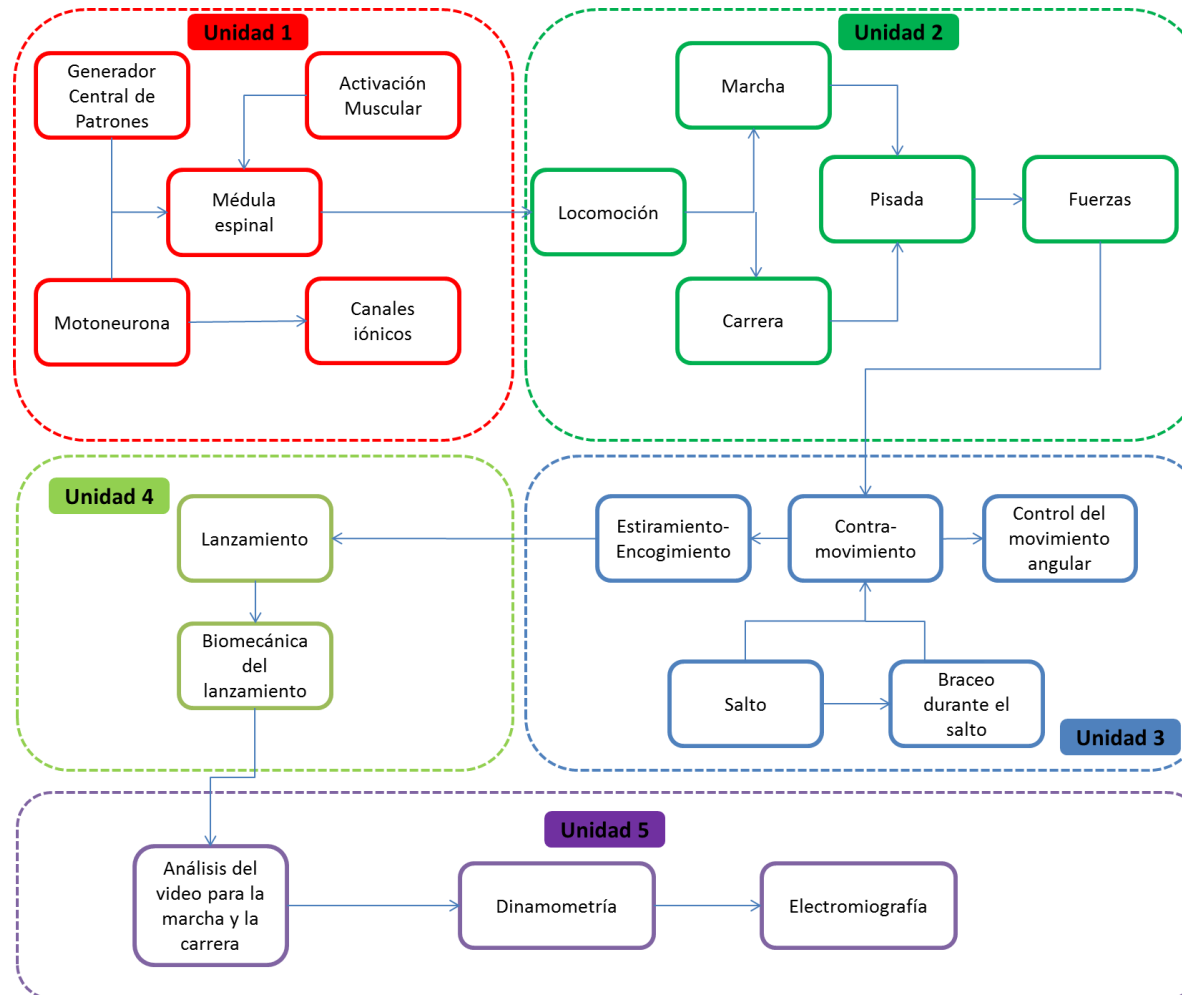 Unidad 1
Generador
Central de
Patrones
Activación
Muscular
Médula
espinal
Motoneurona
Canales
iónicos
Unidad 2
Marcha
Locomoción
Pisada
Fuerzas
Carrera
Unidad 4
Lanzamiento
Biomecánica
del
lanzamiento
Estiramiento-
Encogimiento
Contra-
movimiento
Control del
movimiento
angular
Salto
Braceo
durante el
salto
Unidad 3
Unidad 5
Análisis del
video para la
marcha y la
carrera
Dinamometría
Electromiografía